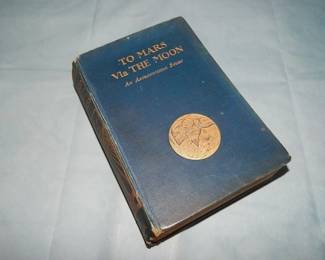 TO MARS
VIa THE MOON
An Astronomical Story